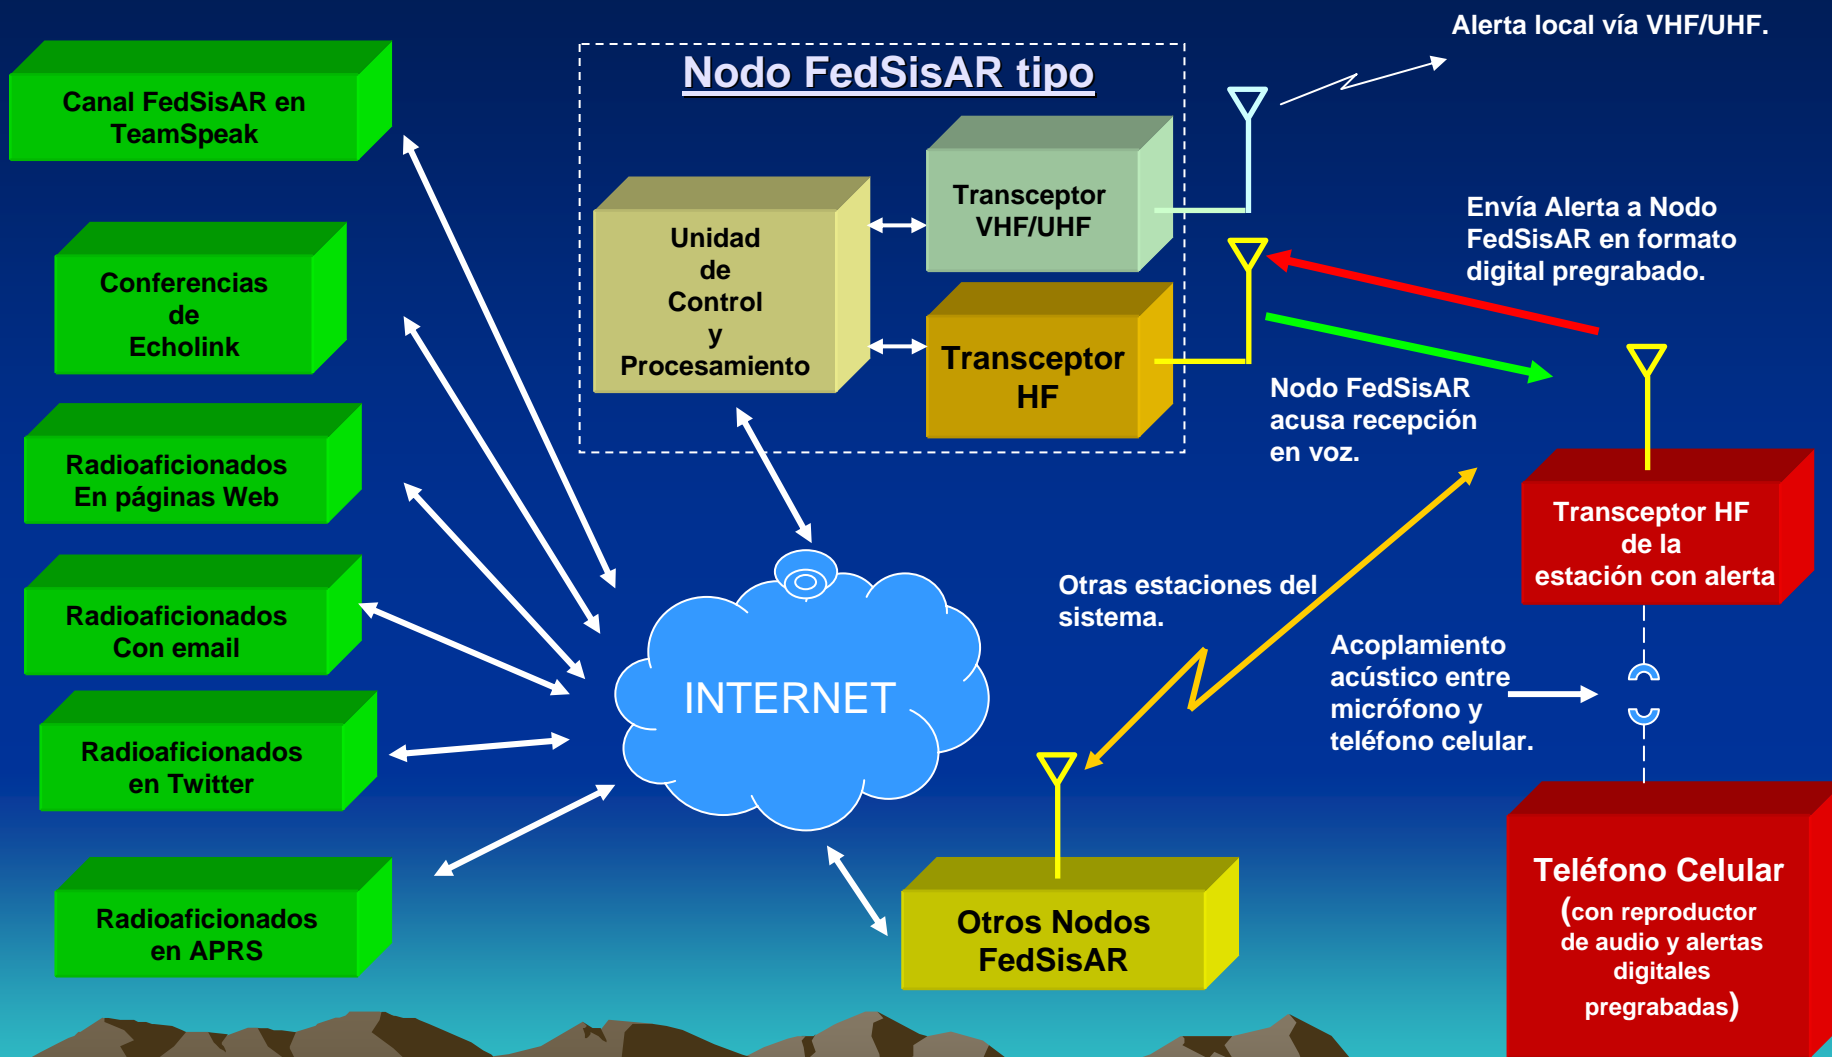 Alerta local vía VHF/UHF.
Nodo FedSisAR tipo
Canal FedSisAR en
TeamSpeak
Transceptor
VHF/UHF
Envía Alerta a Nodo
FedSisAR en formato
digital pregrabado.
Unidad
de
Control
y
Procesamiento
Conferencias
de
Echolink
Transceptor
HF
Nodo FedSisAR
acusa recepción
en voz.
Radioaficionados
En páginas Web
Transceptor HF
de la
estación con alerta
Otras estaciones del
sistema.
Radioaficionados
Con email
Acoplamiento
acústico entre
micrófono y
teléfono celular.
INTERNET
Radioaficionados
en Twitter
Teléfono Celular
(con reproductor
de audio y alertas
digitales
pregrabadas)
Radioaficionados
en APRS
Otros Nodos
FedSisAR